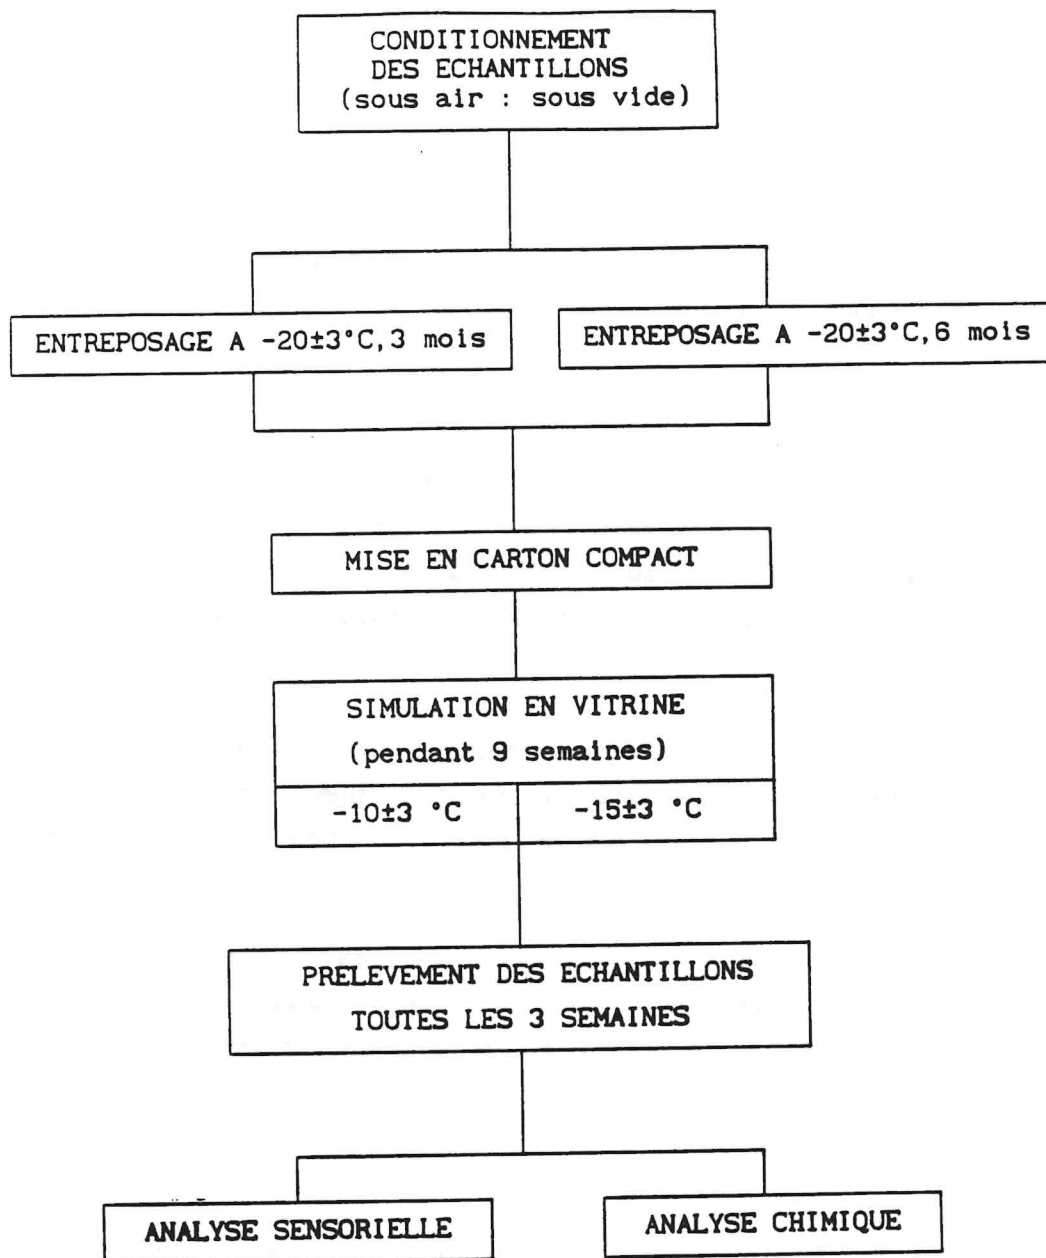 CONDITIONNEMENT
DES ECHANTILLONS
(sous air : sous vide)
ENTREPOSAGE A -20±3°C,3 mois
ENTREPOSAGE A -20±3°C,6 mois
MISE EN CARTON COMPACT
SIMULATION EN VITRINE
(pendant 9 semaines)
-10±3 °C
-15±3 °C
PRELEVEMENT DES ECHANTILLONS
TOUTES LES 3 SEMAINES
ANALYSE SENSORIELLE
ANALYSE CHIMIQUE